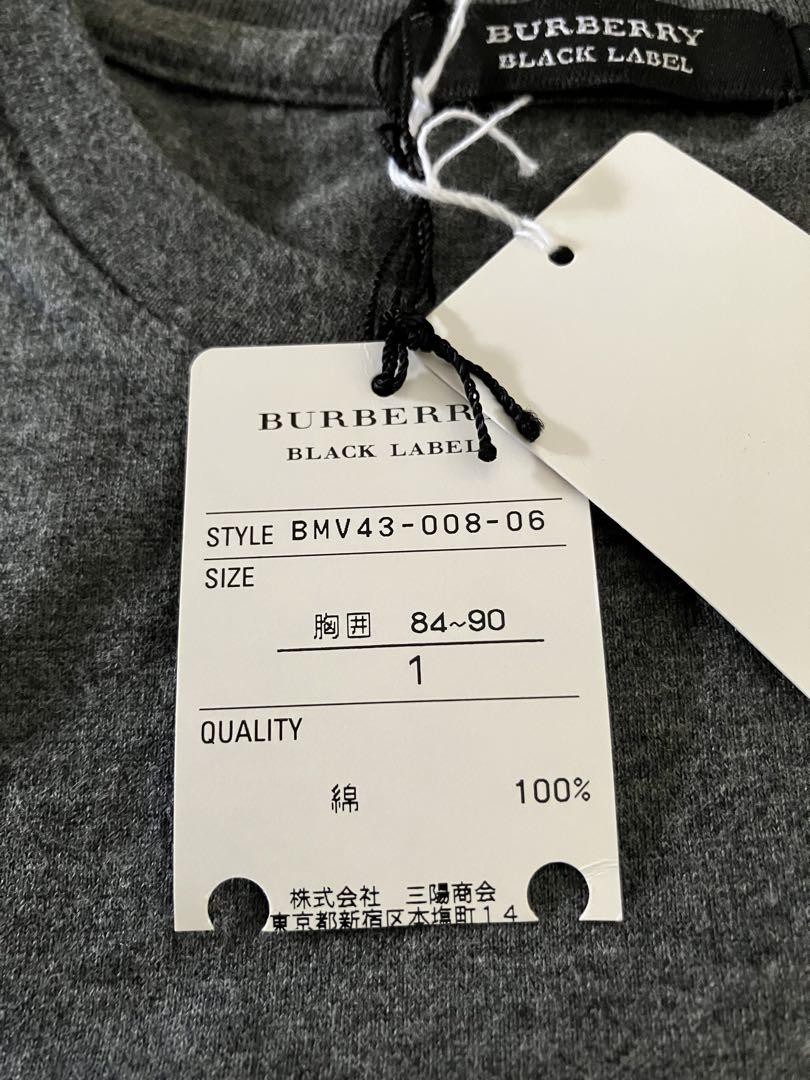 BURBERRY
BLACK LABEL
BURBERR
BLACK LABEL
STYLE BMV43-008-06
SIZE
胸囲 84~90
1
QUALITY
綿 100%
株式会社 三陽商会
東京都新宿区本塩町14